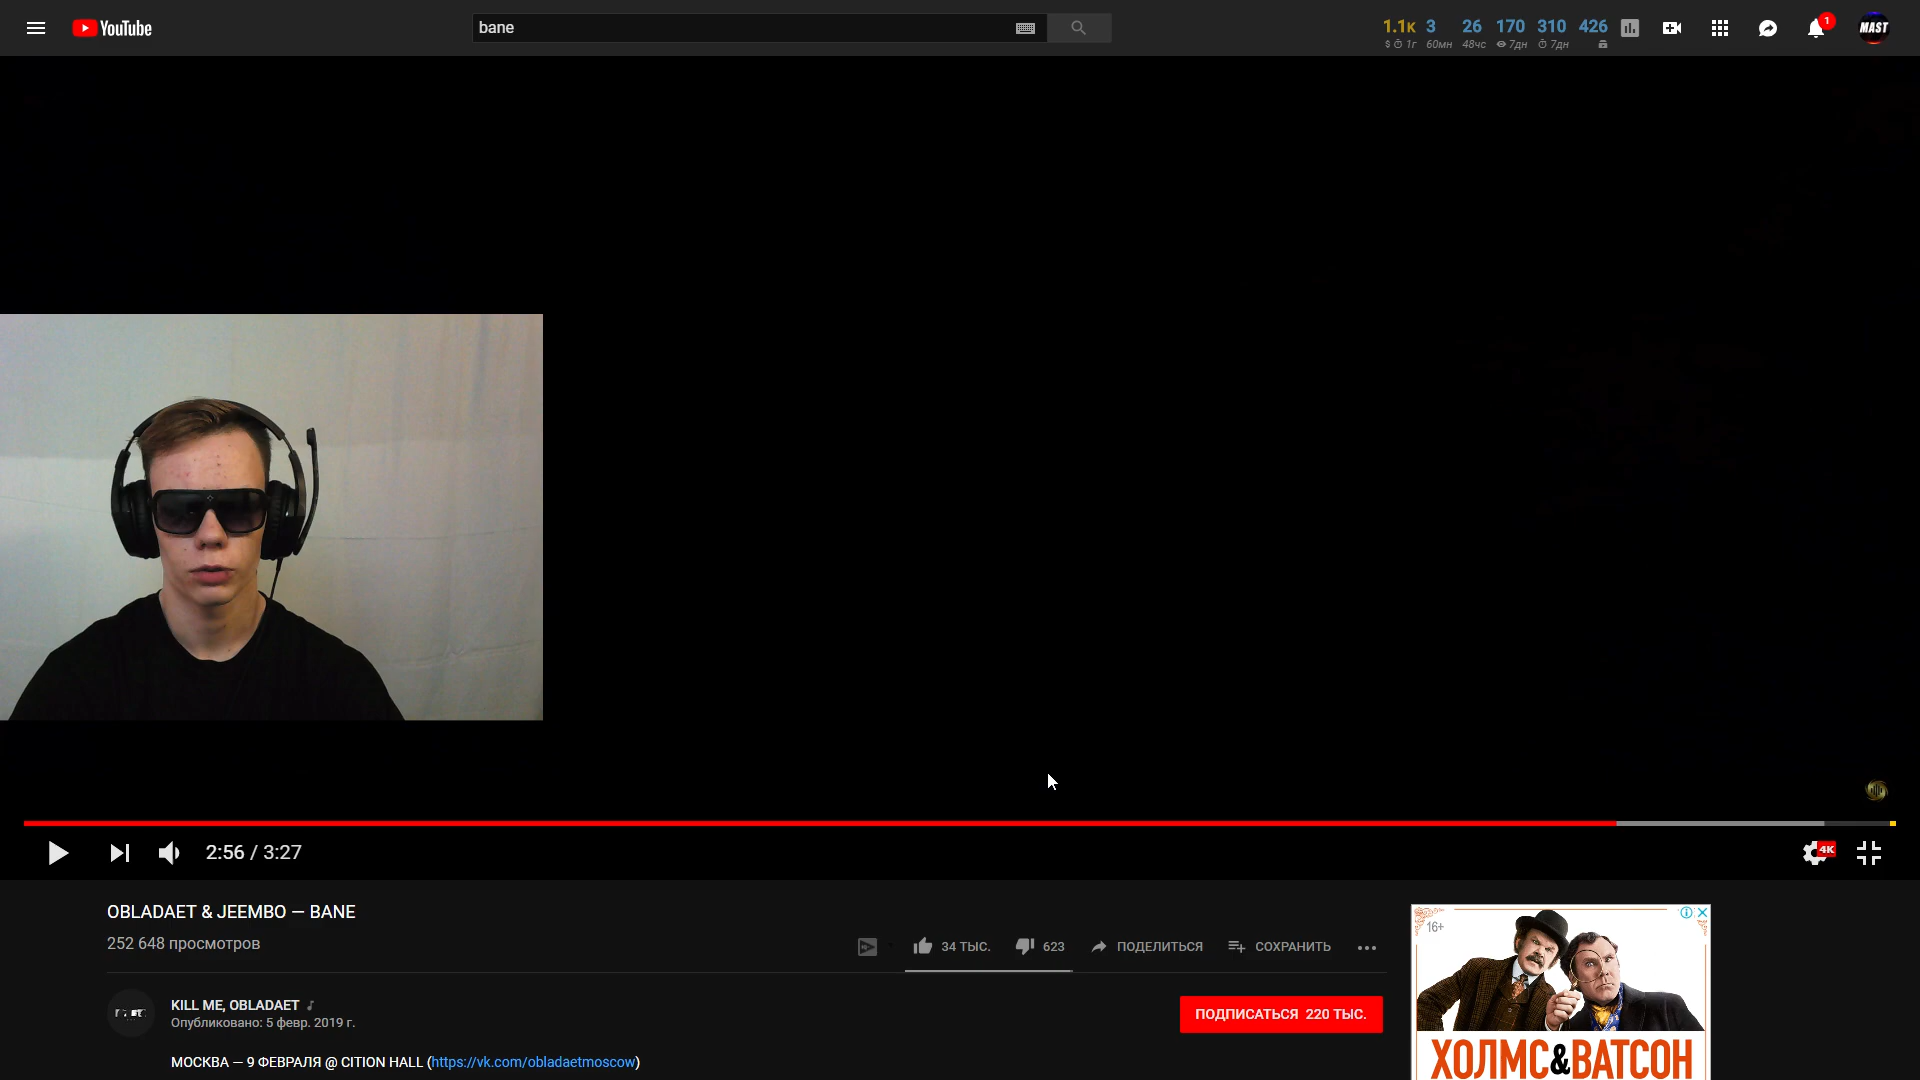 YouTube
bane
1.1к 3 26 170 310 426
$ 1г 60мн 48чс 7дн 7дн
1
MAST
2:56 / 3:27
4K
OBLADAET & JEEMBO — BANE
252 648 просмотров
34 ТЫС. 623 ПОДЕЛИТЬСЯ СОХРАНИТЬ
KILL ME, OBLADAET
Опубликовано: 5 февр. 2019 г.
ПОДПИСАТЬСЯ 220 ТЫС.
МОСКВА — 9 ФЕВРАЛЯ @ CITION HALL (https://vk.com/obladaetmoscow)
16+
ХОЛМС&ВАТСОН